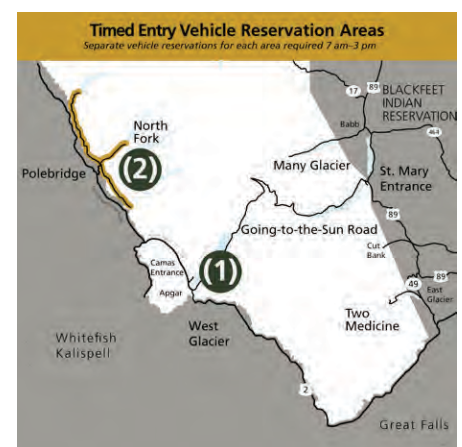 Timed Entry Vehicle Reservation Areas
Separate vehicle reservations for each area required 7 am–3 pm
17
89
BLACKFEET
INDIAN
RESERVATION
Babb
464
North
Fork
(2)
Polebridge
Many Glacier
St. Mary
Entrance
89
Going-to-the-Sun Road
Cut
Bank
Camas
Entrance
(1)
89
49
East
Glacier
Apgar
Two
Medicine
West
Glacier
Whitefish
Kalispell
2
Great Falls